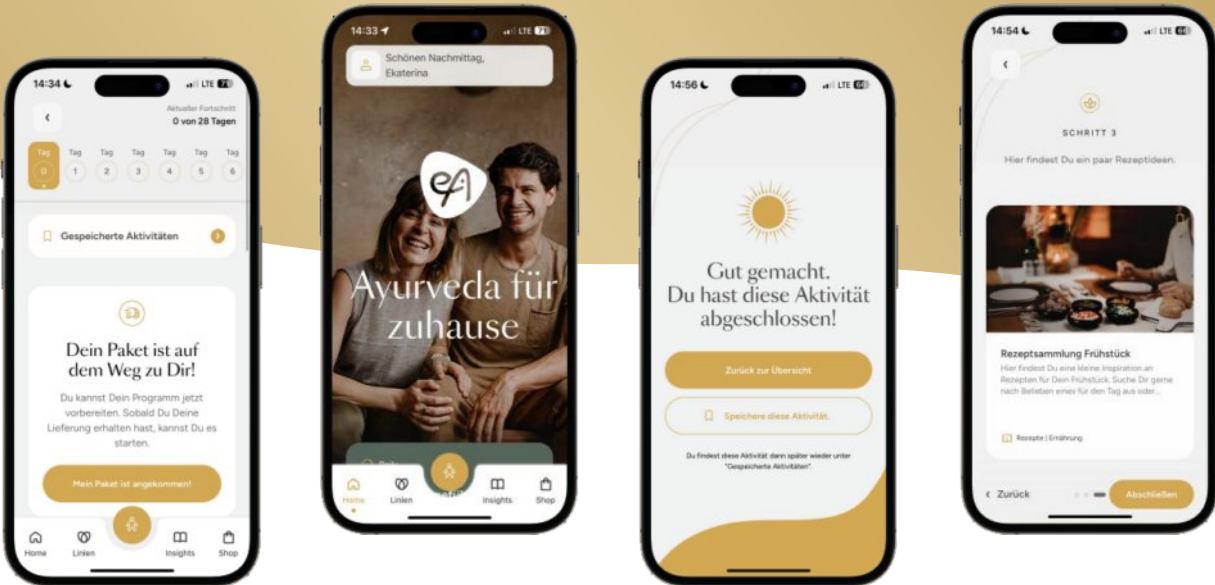 14:34
LTE 71
Aktueller Fortschritt
0 von 28 Tagen
Tag Tag Tag Tag Tag Tag Tag
0 1 2 3 4 5 6
Gespeicherte Aktivitäten
Dein Paket ist auf
dem Weg zu Dir!
Du kannst Dein Programm jetzt
vorbereiten. Sobald Du Deine
Lieferung erhalten hast, kannst Du es
starten.
Mein Paket ist angekommen!
Home Linien Insights Shop
14:33
LTE 71
Schönen Nachmittag,
Ekaterina
Ayurveda für
zuhause
Home Linien Insights Shop
14:56
LTE
Gut gemacht.
Du hast diese Aktivität
abgeschlossen!
Zurück zur Übersicht
Speichere diese Aktivität.
Du findest diese Aktivität dann später wieder unter
"Gespeicherte Aktivitäten".
14:54
LTE
SCHRITT 3
Hier findest Du ein paar Rezeptideen.
Rezeptsammlung Frühstück
Hier findest Du eine kleine Inspiration an
Rezepten für Dein Frühstück. Suche Dir gerne
nach Belieben eines für den Tag aus oder...
Rezepte | Ernährung
Zurück
Abschließen